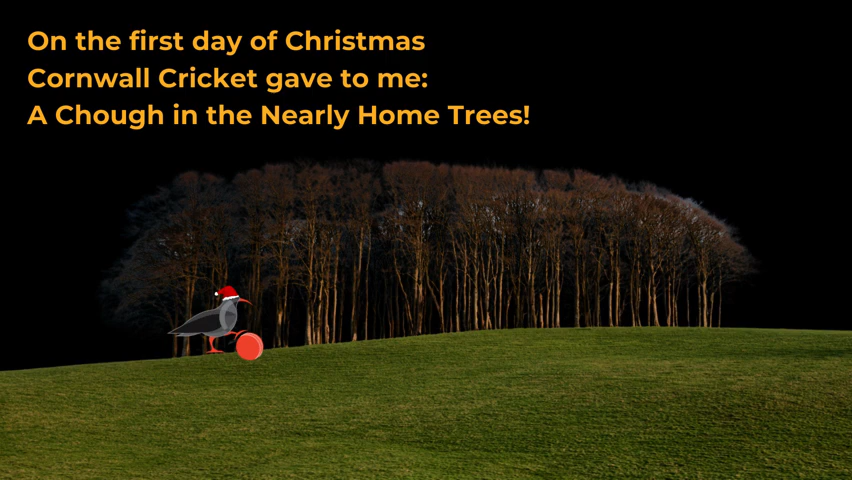 On the first day of Christmas
Cornwall Cricket gave to me:
A Chough in the Nearly Home Trees!